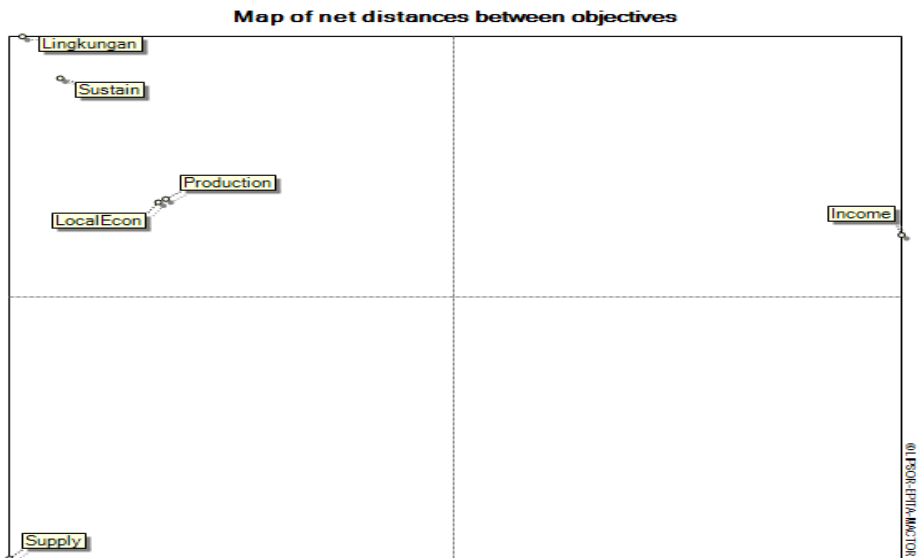 Map of net distances between objectives
Lingkungan
Sustain
Production
LocalEcon
Income
Supply
©LIPSOR-EPITA-MACTOR